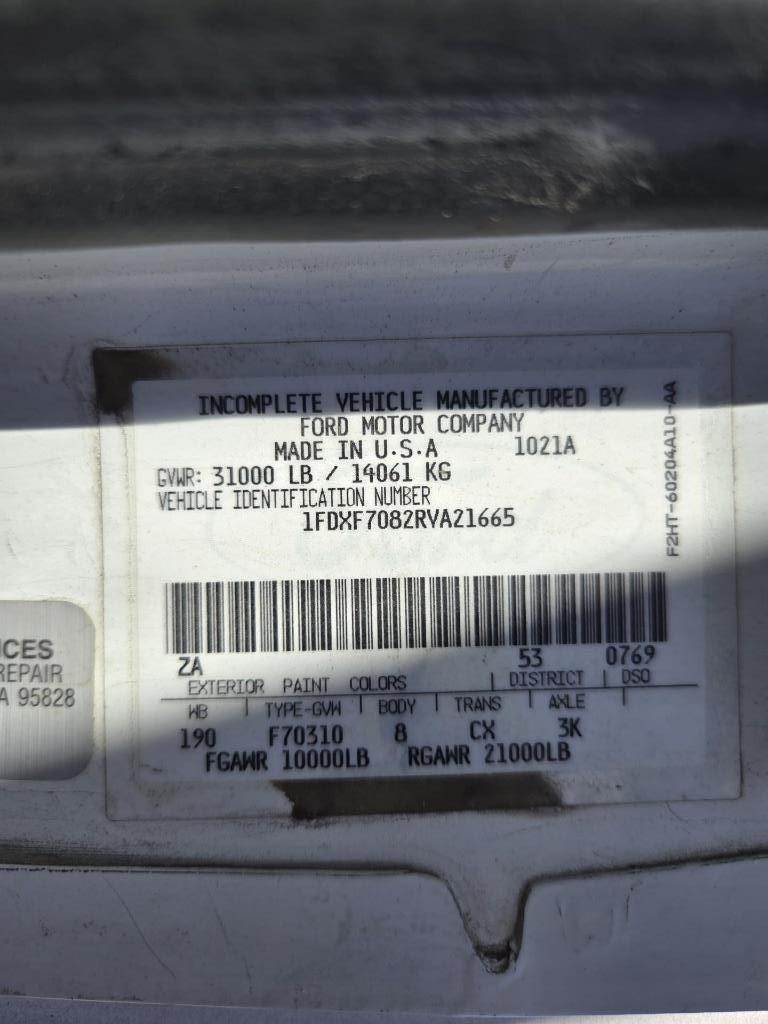 INCOMPLETE VEHICLE MANUFACTURED BY
FORD MOTOR COMPANY
MADE IN U.S.A 1021A
GVWR: 31000 LB / 14061 KG
VEHICLE IDENTIFICATION NUMBER
1FDXF7082RVA21665
F2HT-60204A10-AA
ZA 53 0769
EXTERIOR PAINT COLORS DISTRICT DSO
WB TYPE-GVW BODY TRANS AXLE
190 F70310 8 CX 3K
FGAWR 10000LB RGAWR 21000LB
ICES
REPAIR
A 95828